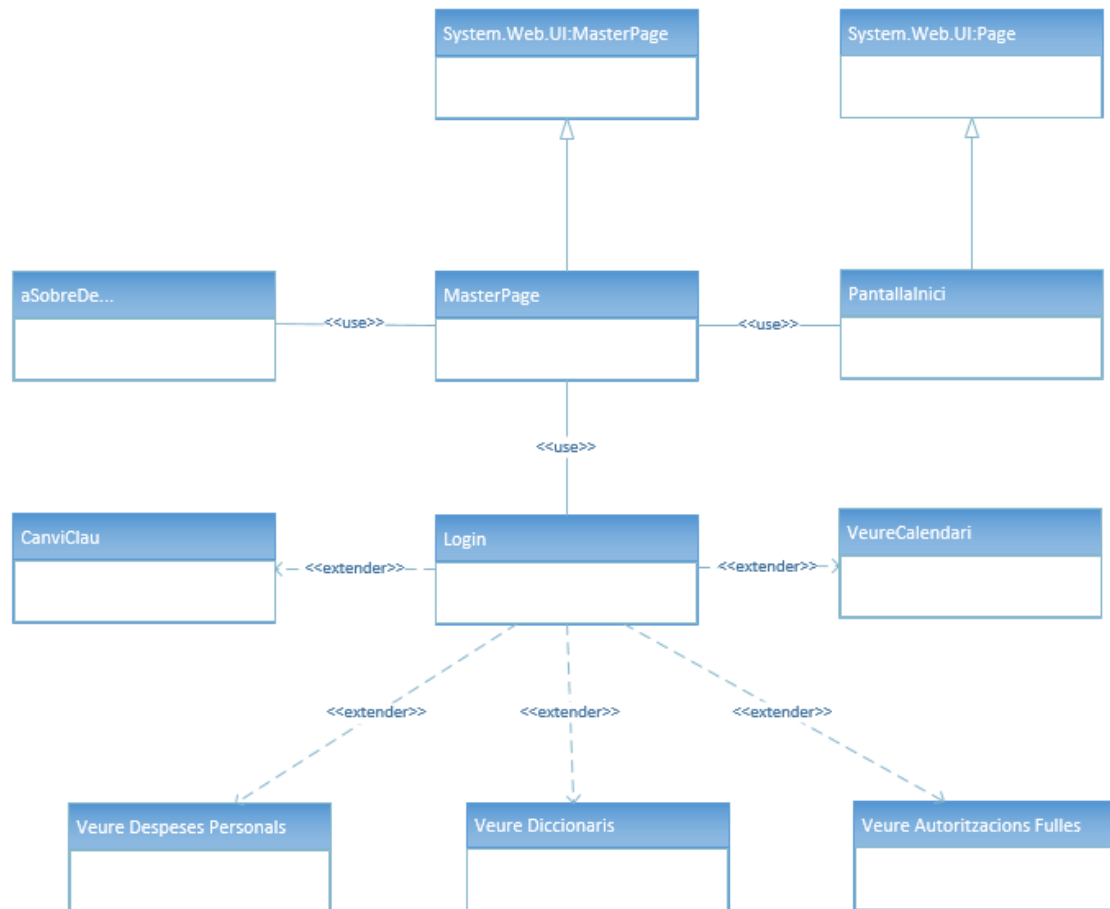 System.Web.UI:MasterPage
System.Web.UI:Page
aSobreDe...
MasterPage
PantallaInici
<<use>>
<<use>>
<<use>>
CanviClau
Login
VeureCalendari
<<extender>>
<<extender>>
<<extender>>
<<extender>>
<<extender>>
Veure Despeses Personals
Veure Diccionaris
Veure Autoritzacions Fulles